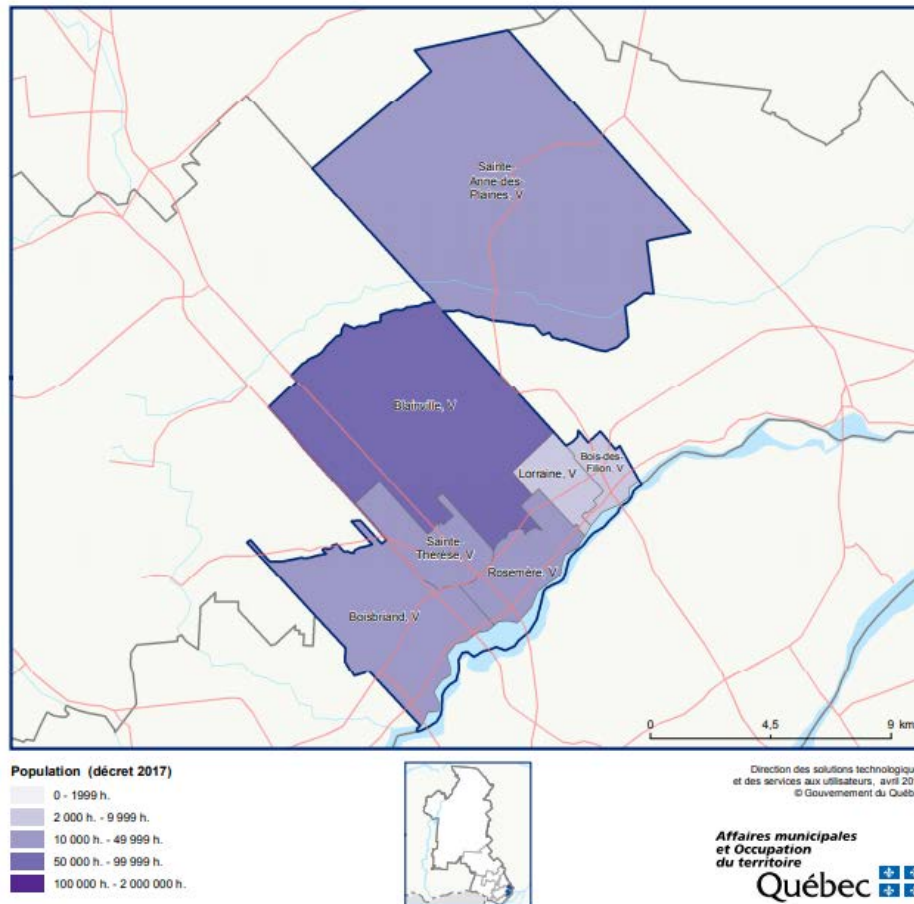 Sainte-
Anne-des-
Plaines, V
Blainville, V
Lorraine, V
Bois-des-
Filion, V
Sainte-
Thérèse, V
Rosemère, V
Boisbriand, V
0 4,5 9 km
Population (décret 2017)
0 - 1999 h.
2 000 h. - 9 999 h.
10 000 h. - 49 999 h.
50 000 h. - 99 999 h.
100 000 h. - 2 000 000 h.
Direction des solutions technologiqu
et des services aux utilisateurs, avril 20
© Gouvernement du Québ
Affaires municipales
et Occupation
du territoire
Québec